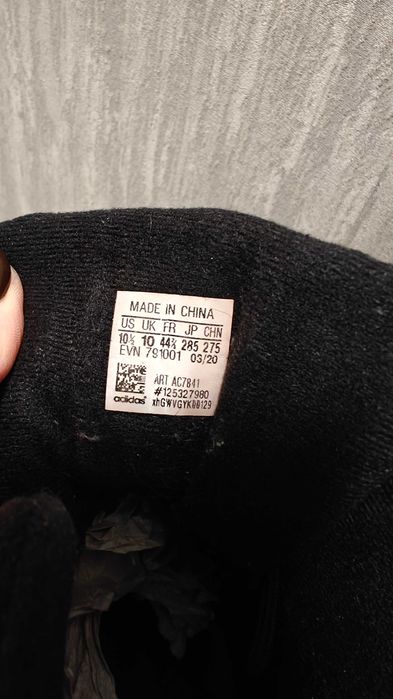 MADE IN CHINA
US UK FR JP CHN
10½ 10 44⅔ 285 275
EVN 791001 03/20
ART AC7841
#125327980
adidas